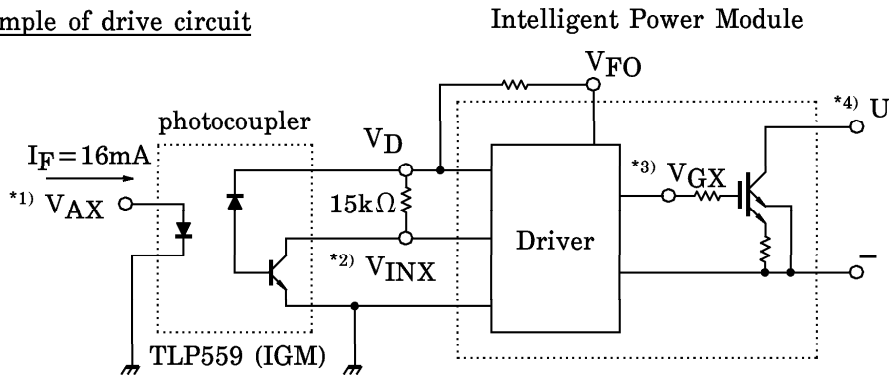 mple of drive circuit
Intelligent Power Module
VFO
*4) U
photocoupler
VD
IF=16mA
*3) VGX
*1) VAX
15kΩ
Driver
*2) VINX
−
TLP559 (IGM)